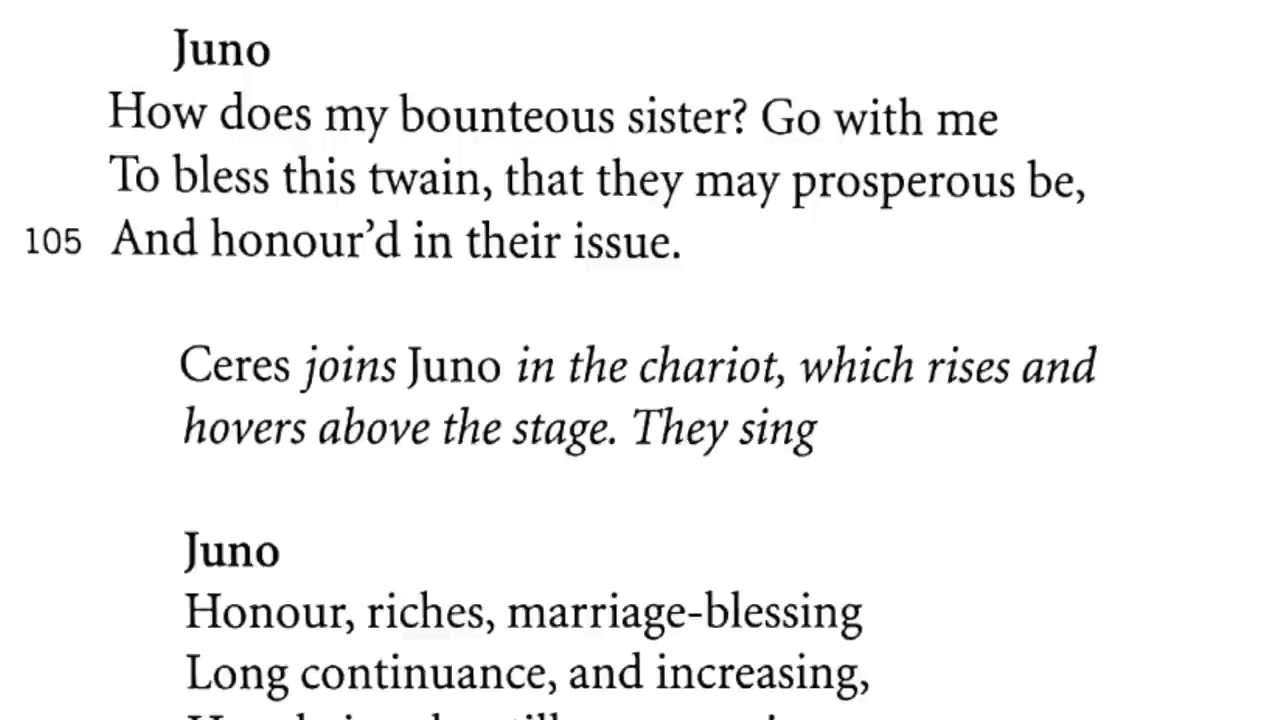 Juno
How does my bounteous sister? Go with me
To bless this twain, that they may prosperous be,
105 And honour'd in their issue.
Ceres joins Juno in the chariot, which rises and
hovers above the stage. They sing
Juno
Honour, riches, marriage-blessing
Long continuance, and increasing,